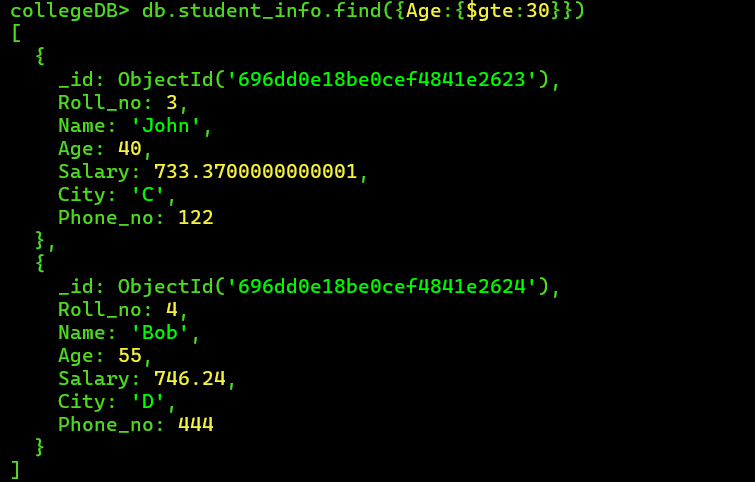 collegeDB> db.student_info.find({Age:{$gte:30}})
[
  {
    _id: ObjectId('696dd0e18be0cef4841e2623'),
    Roll_no: 3,
    Name: 'John',
    Age: 40,
    Salary: 733.3700000000001,
    City: 'C',
    Phone_no: 122
  },
  {
    _id: ObjectId('696dd0e18be0cef4841e2624'),
    Roll_no: 4,
    Name: 'Bob',
    Age: 55,
    Salary: 746.24,
    City: 'D',
    Phone_no: 444
  }
]